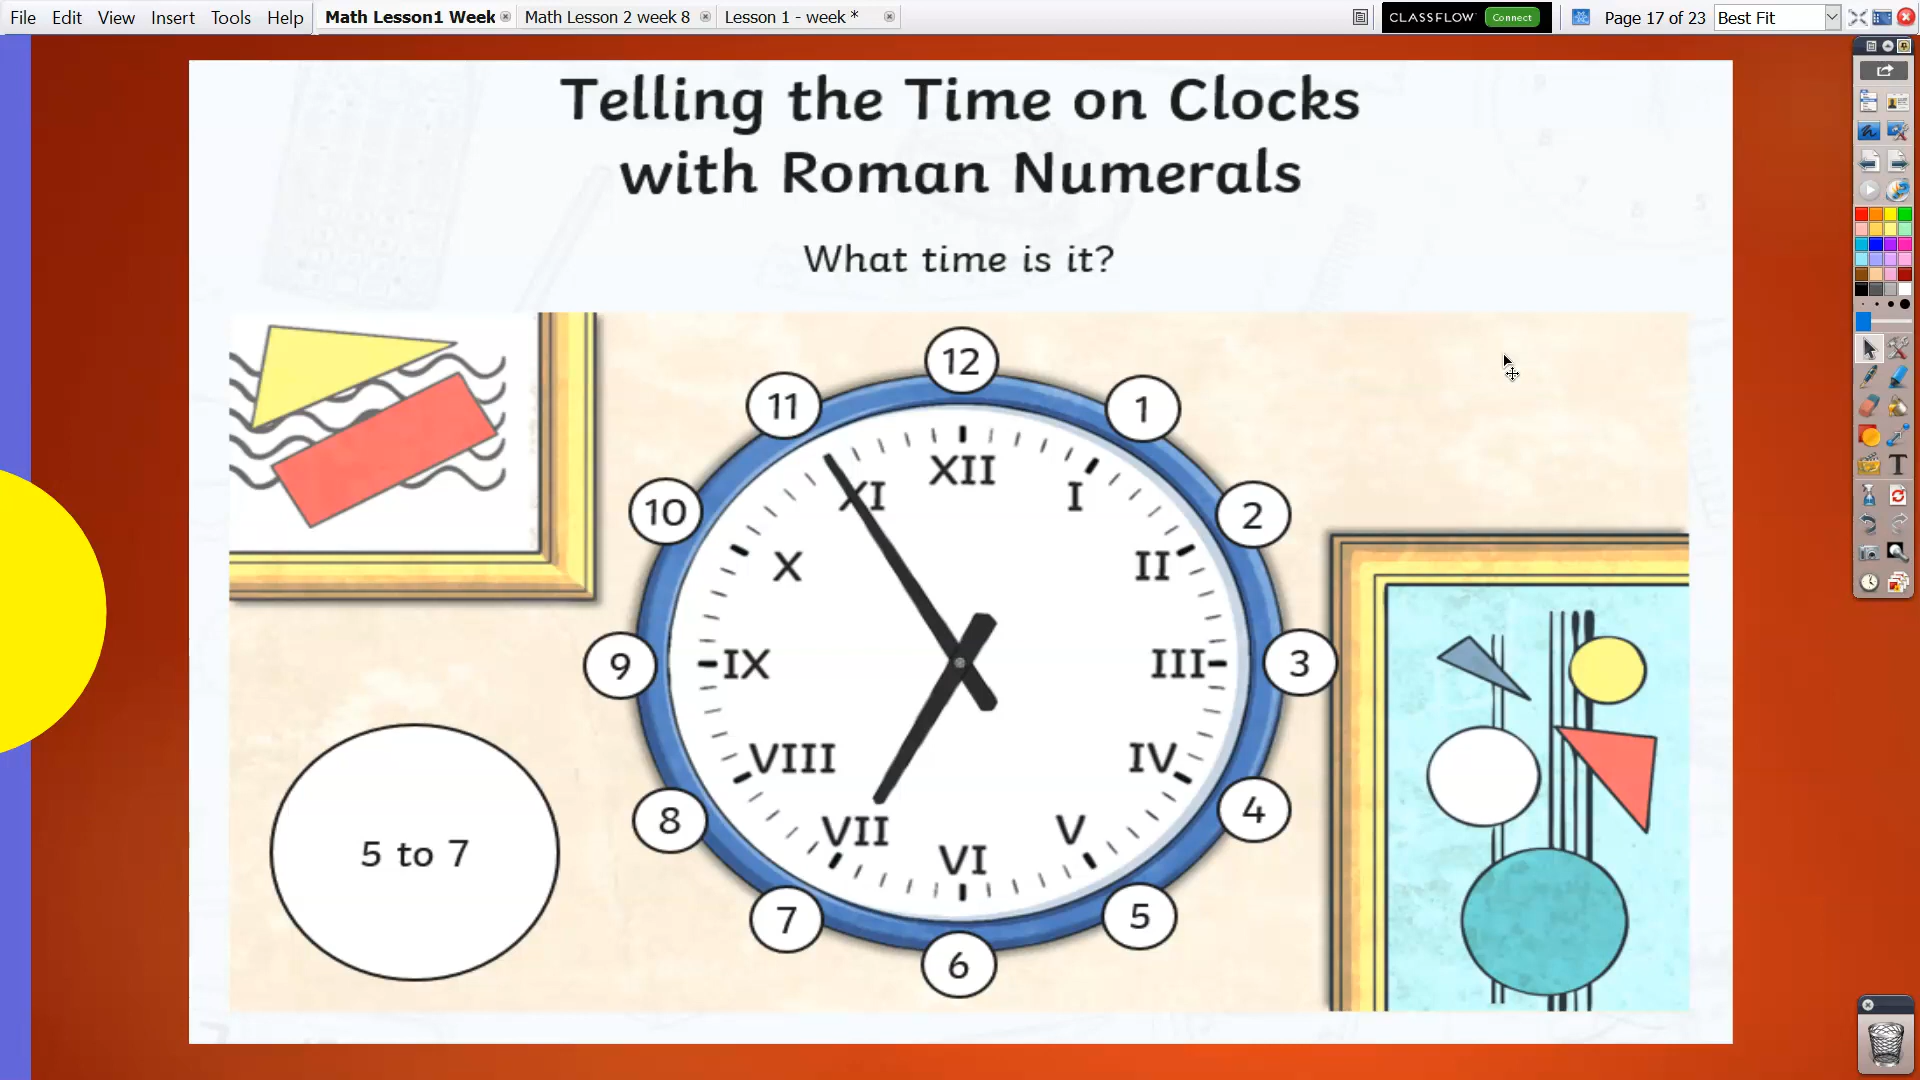 File Edit View Insert Tools Help
Math Lesson1 Week
Math Lesson 2 week 8
Lesson 1 - week *
CLASSFLOW Connect
Page 17 of 23
Best Fit
Telling the Time on Clocks
with Roman Numerals
What time is it?
12
11
1
10
2
9
3
8
4
7
5
6
XII
XI
I
X
II
IX
III
VIII
IV
VII
V
VI
5 to 7
T